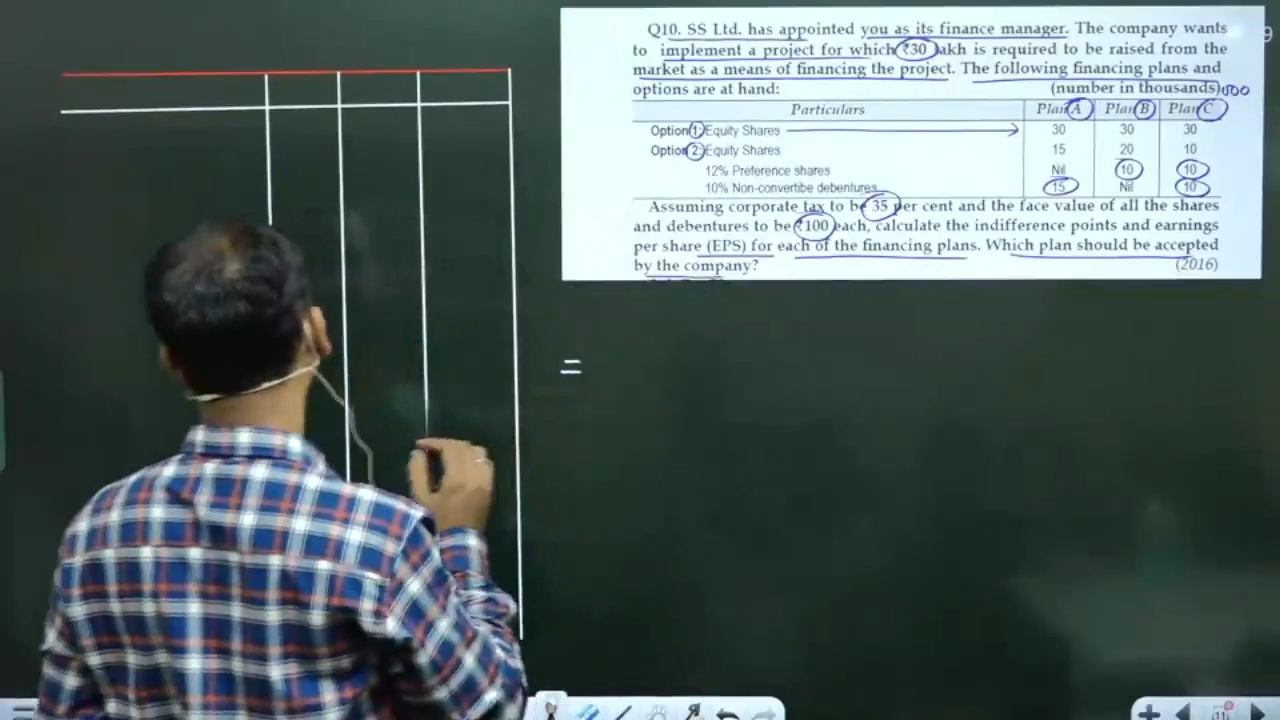 Q10. SS Ltd. has appointed you as its finance manager. The company wants
to implement a project for which ₹30 lakh is required to be raised from the
market as a means of financing the project. The following financing plans and
options are at hand: (number in thousands)
Particulars Plan A Plan B Plan C
Option 1: Equity Shares 30 30 30
Option 2: Equity Shares 15 20 10
12% Preference shares Nil 10 10
10% Non-convertibe debentures 15 Nil 10
Assuming corporate tax to be 35 per cent and the face value of all the shares
and debentures to be ₹100 each, calculate the indifference points and earnings
per share (EPS) for each of the financing plans. Which plan should be accepted
by the company? (2016)
=